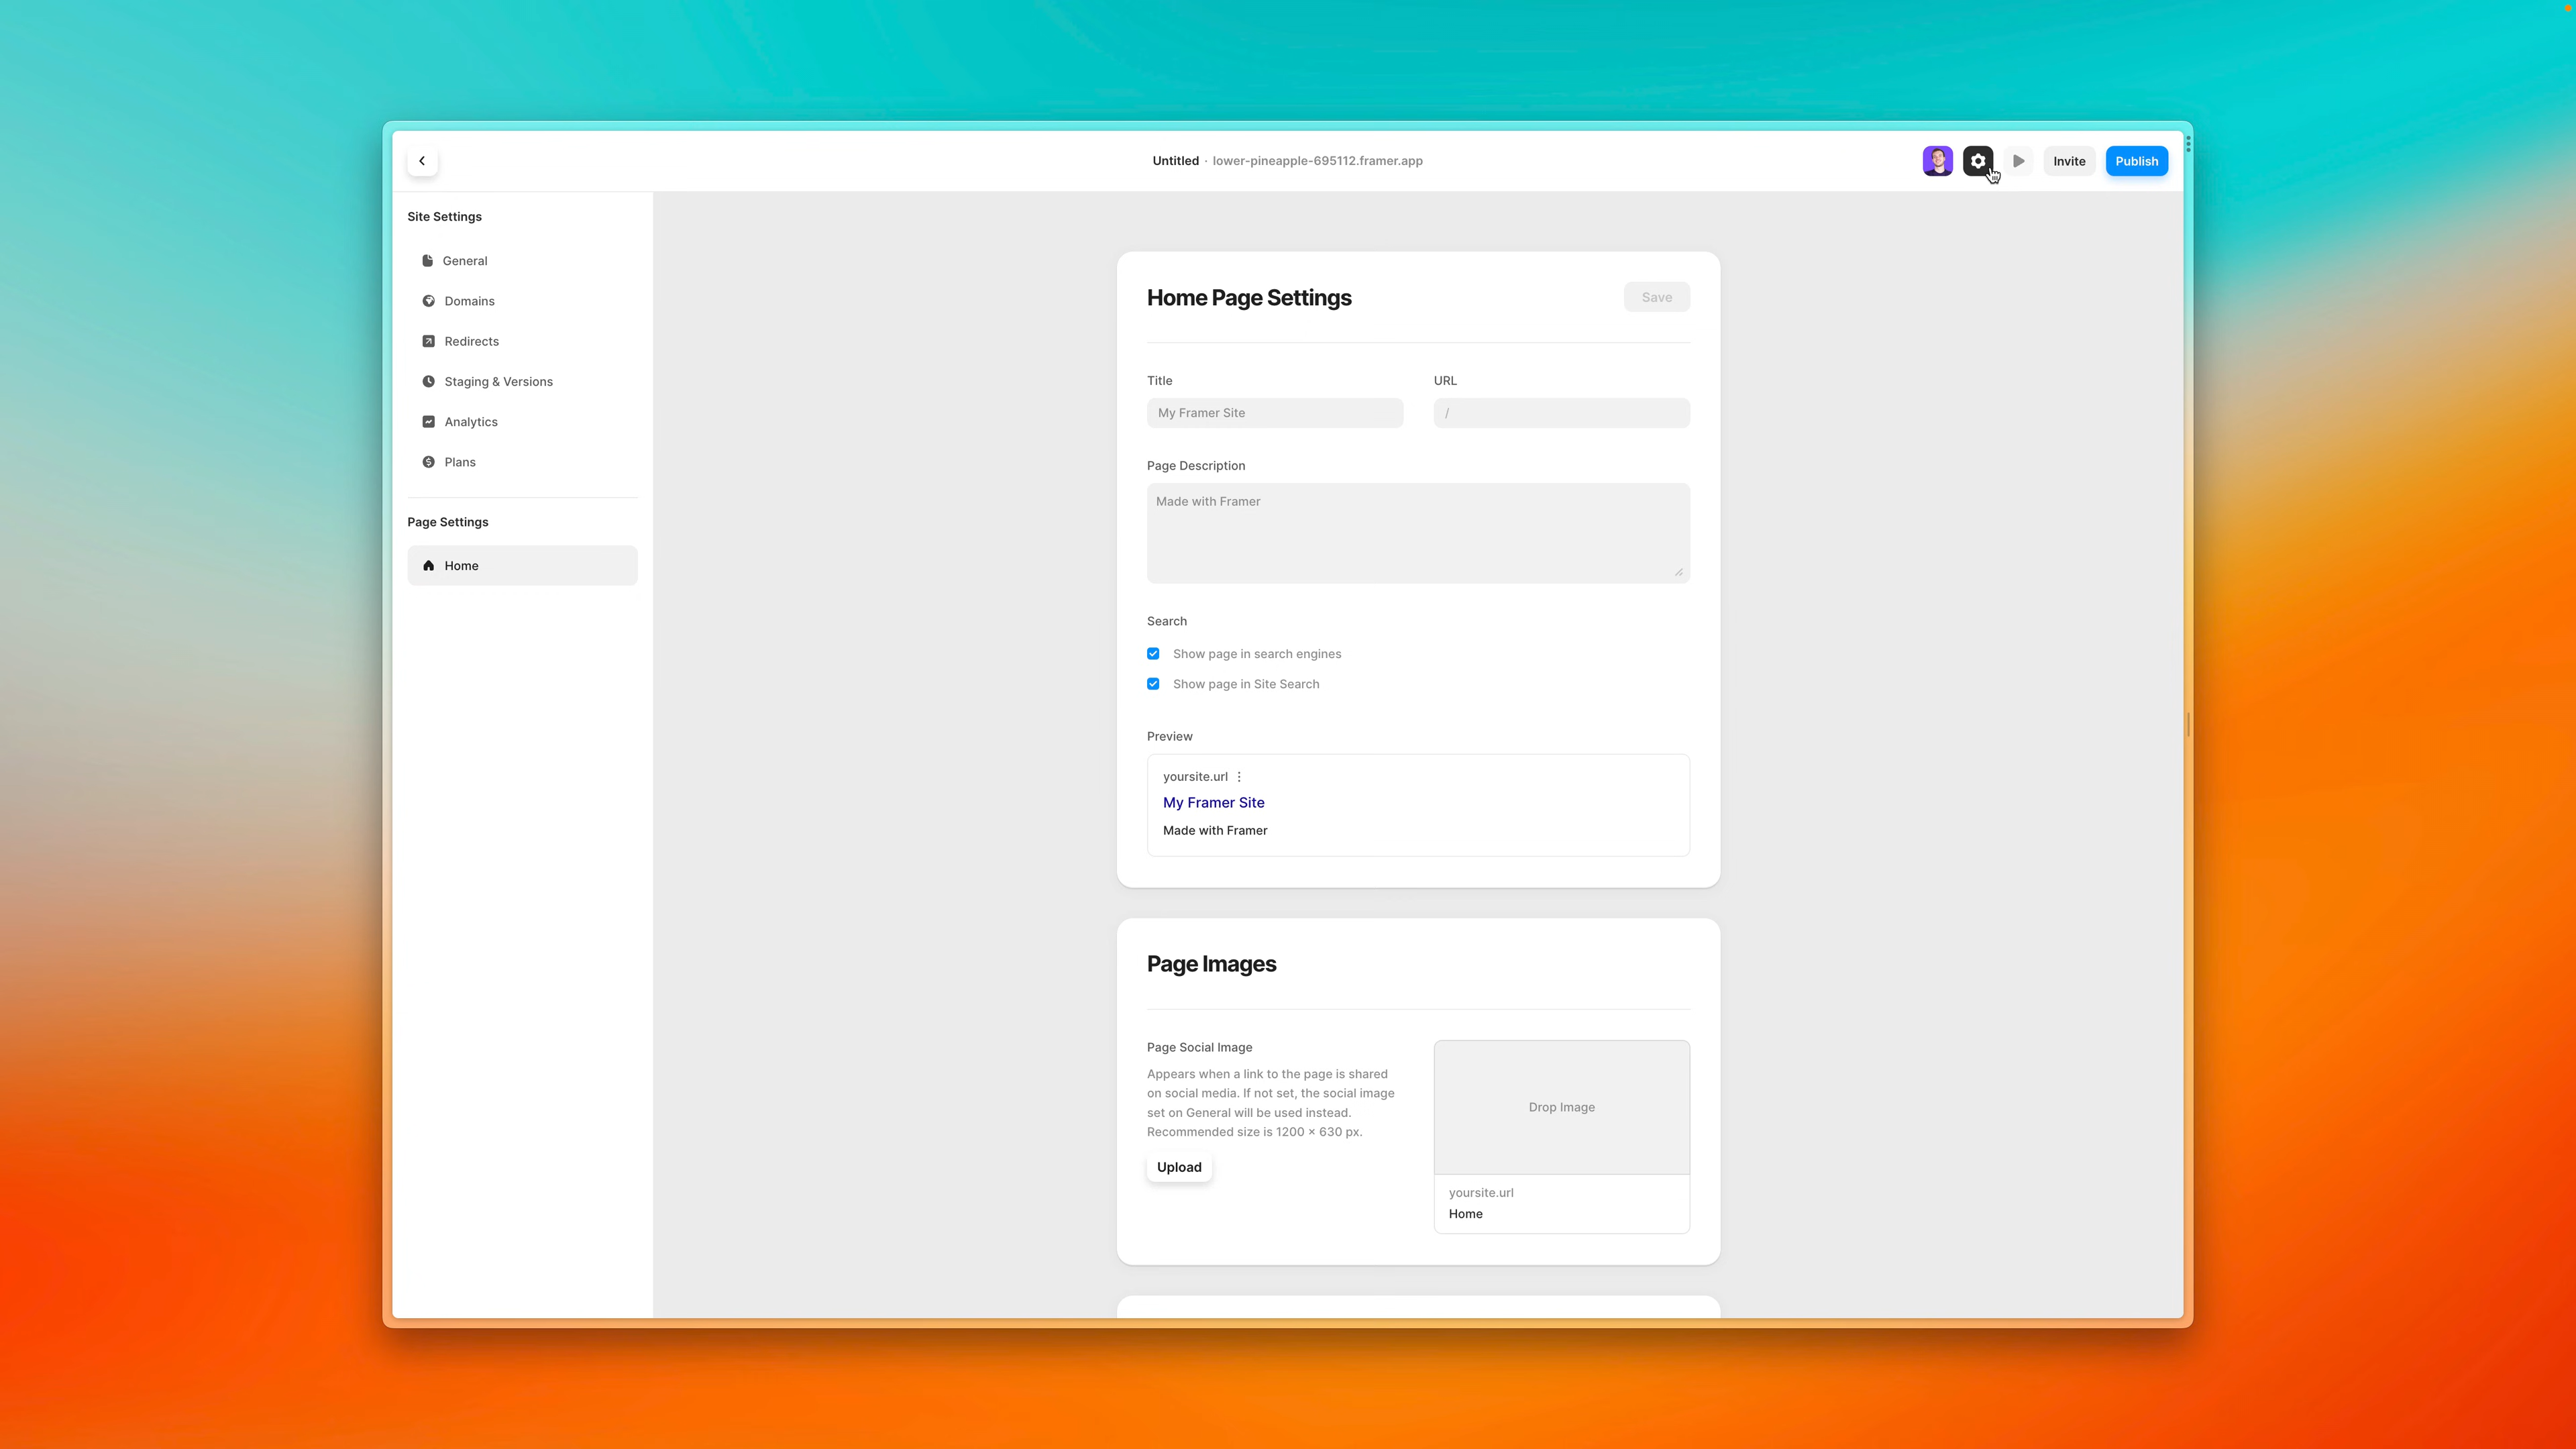 Untitled · lower-pineapple-695112.framer.app
Invite
Publish
Site Settings
General
Domains
Redirects
Staging & Versions
Analytics
Plans
Page Settings
Home
Home Page Settings
Save
Title
URL
My Framer Site
/
Page Description
Made with Framer
Search
Show page in search engines
Show page in Site Search
Preview
yoursite.url
My Framer Site
Made with Framer
Page Images
Page Social Image
Appears when a link to the page is shared
on social media. If not set, the social image
set on General will be used instead.
Recommended size is 1200 × 630 px.
Upload
Drop Image
yoursite.url
Home